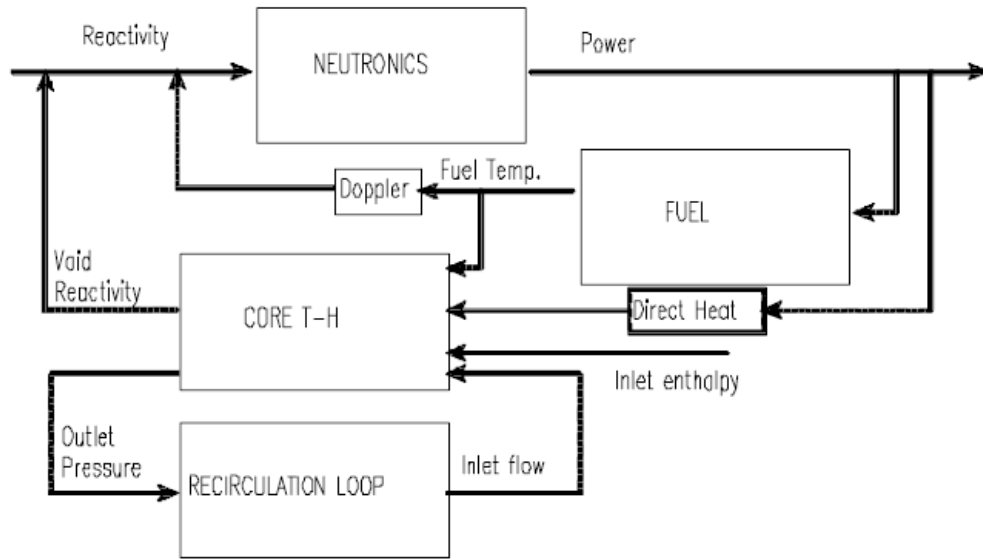 Reactivity
NEUTRONICS
Power
Fuel Temp.
Doppler
FUEL
Void
Reactivity
CORE T-H
Direct Heat
Inlet enthalpy
Outlet
Pressure
RECIRCULATION LOOP
Inlet flow